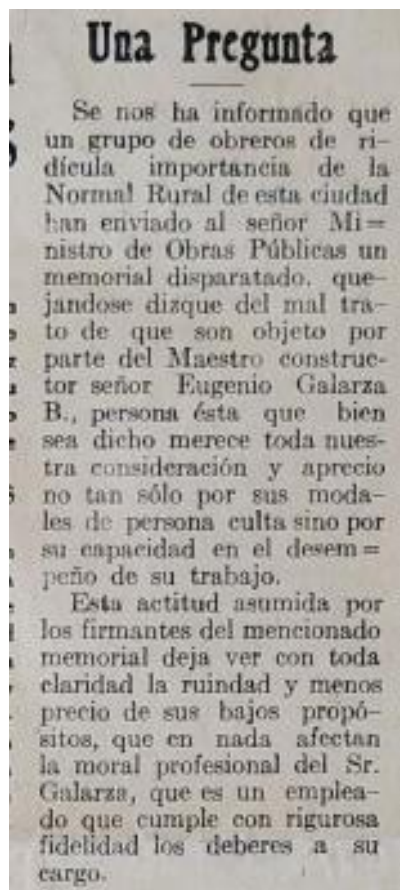 Una Pregunta
Se nos ha informado que
un grupo de obreros de ri-
dícula importancia de la
Normal Rural de esta ciudad
han enviado al señor Mi=
nistro de Obras Públicas un
memorial disparatado, que-
jandose dizque del mal tra-
to de que son objeto por
parte del Maestro construc-
tor señor Eugenio Galarza
B., persona ésta que bien
sea dicho merece toda nues-
tra consideración y aprecio
no tan sólo por sus moda-
les de persona culta sino por
su capacidad en el desem=
peño de su trabajo.
Esta actitud asumida por
los firmantes del mencionado
memorial deja ver con toda
claridad la ruindad y menos
precio de sus bajos propó-
sitos, que en nada afectan
la moral profesional del Sr.
Galarza, que es un emplea-
do que cumple con rigurosa
fidelidad los deberes a su
cargo.